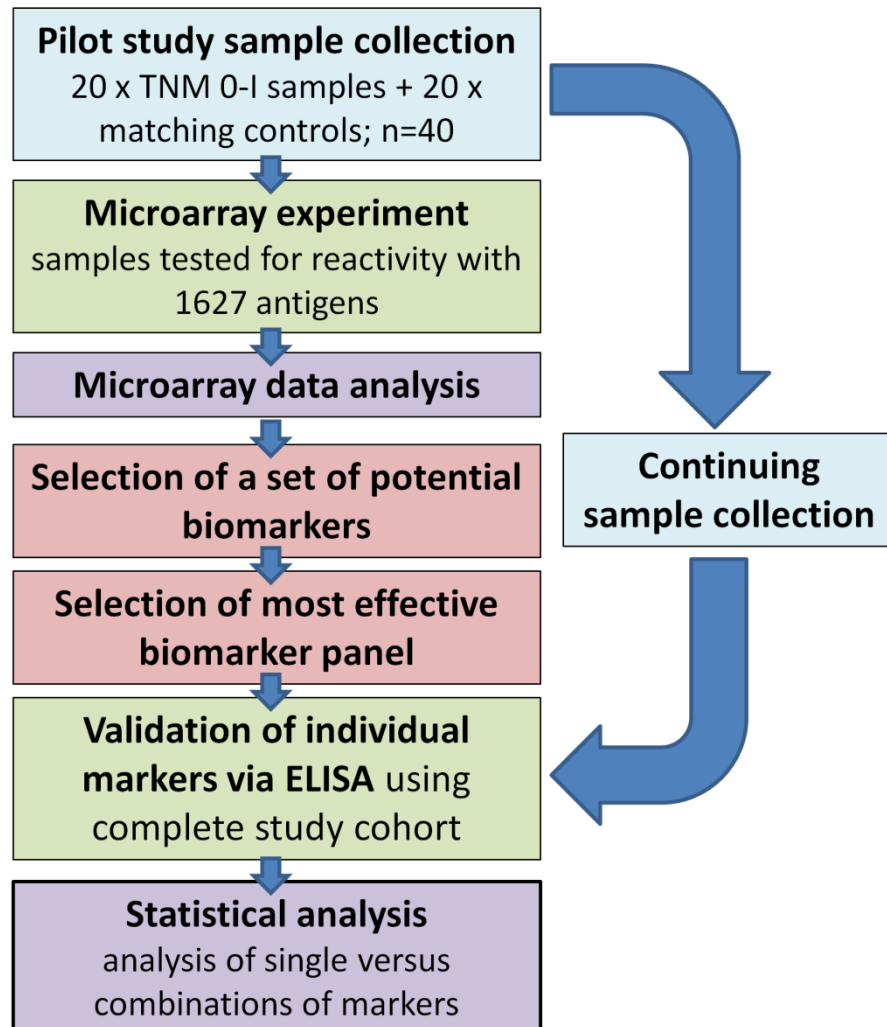 Pilot study sample collection
20 x TNM 0-I samples + 20 x
matching controls; n=40
Microarray experiment
samples tested for reactivity with
1627 antigens
Microarray data analysis
Selection of a set of potential
biomarkers
Selection of most effective
biomarker panel
Continuing
sample collection
Validation of individual
markers via ELISA using
complete study cohort
Statistical analysis
analysis of single versus
combinations of markers